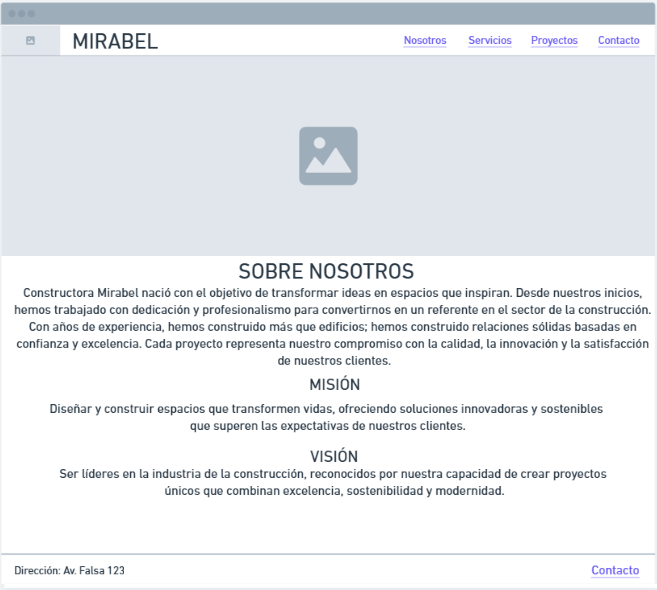 MIRABEL
Nosotros Servicios Proyectos Contacto
SOBRE NOSOTROS
Constructora Mirabel nació con el objetivo de transformar ideas en espacios que inspiran. Desde nuestros inicios,
hemos trabajado con dedicación y profesionalismo para convertirnos en un referente en el sector de la construcción.
Con años de experiencia, hemos construido más que edificios; hemos construido relaciones sólidas basadas en
confianza y excelencia. Cada proyecto representa nuestro compromiso con la calidad, la innovación y la satisfacción
de nuestros clientes.
MISIÓN
Diseñar y construir espacios que transformen vidas, ofreciendo soluciones innovadoras y sostenibles
que superen las expectativas de nuestros clientes.
VISIÓN
Ser líderes en la industria de la construcción, reconocidos por nuestra capacidad de crear proyectos
únicos que combinan excelencia, sostenibilidad y modernidad.
Dirección: Av. Falsa 123
Contacto